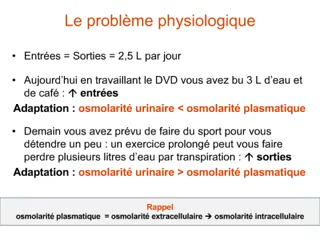 Le problème physiologique
• Entrées = Sorties = 2,5 L par jour
• Aujourd'hui en travaillant le DVD vous avez bu 3 L d'eau et
de café : ↑ entrées
Adaptation : osmolarité urinaire < osmolarité plasmatique
• Demain vous avez prévu de faire du sport pour vous
détendre un peu : un exercice prolongé peut vous faire
perdre plusieurs litres d'eau par transpiration : ↑ sorties
Adaptation : osmolarité urinaire > osmolarité plasmatique
Rappel
osmolarité plasmatique = osmolarité extracellulaire → osmolarité intracellulaire